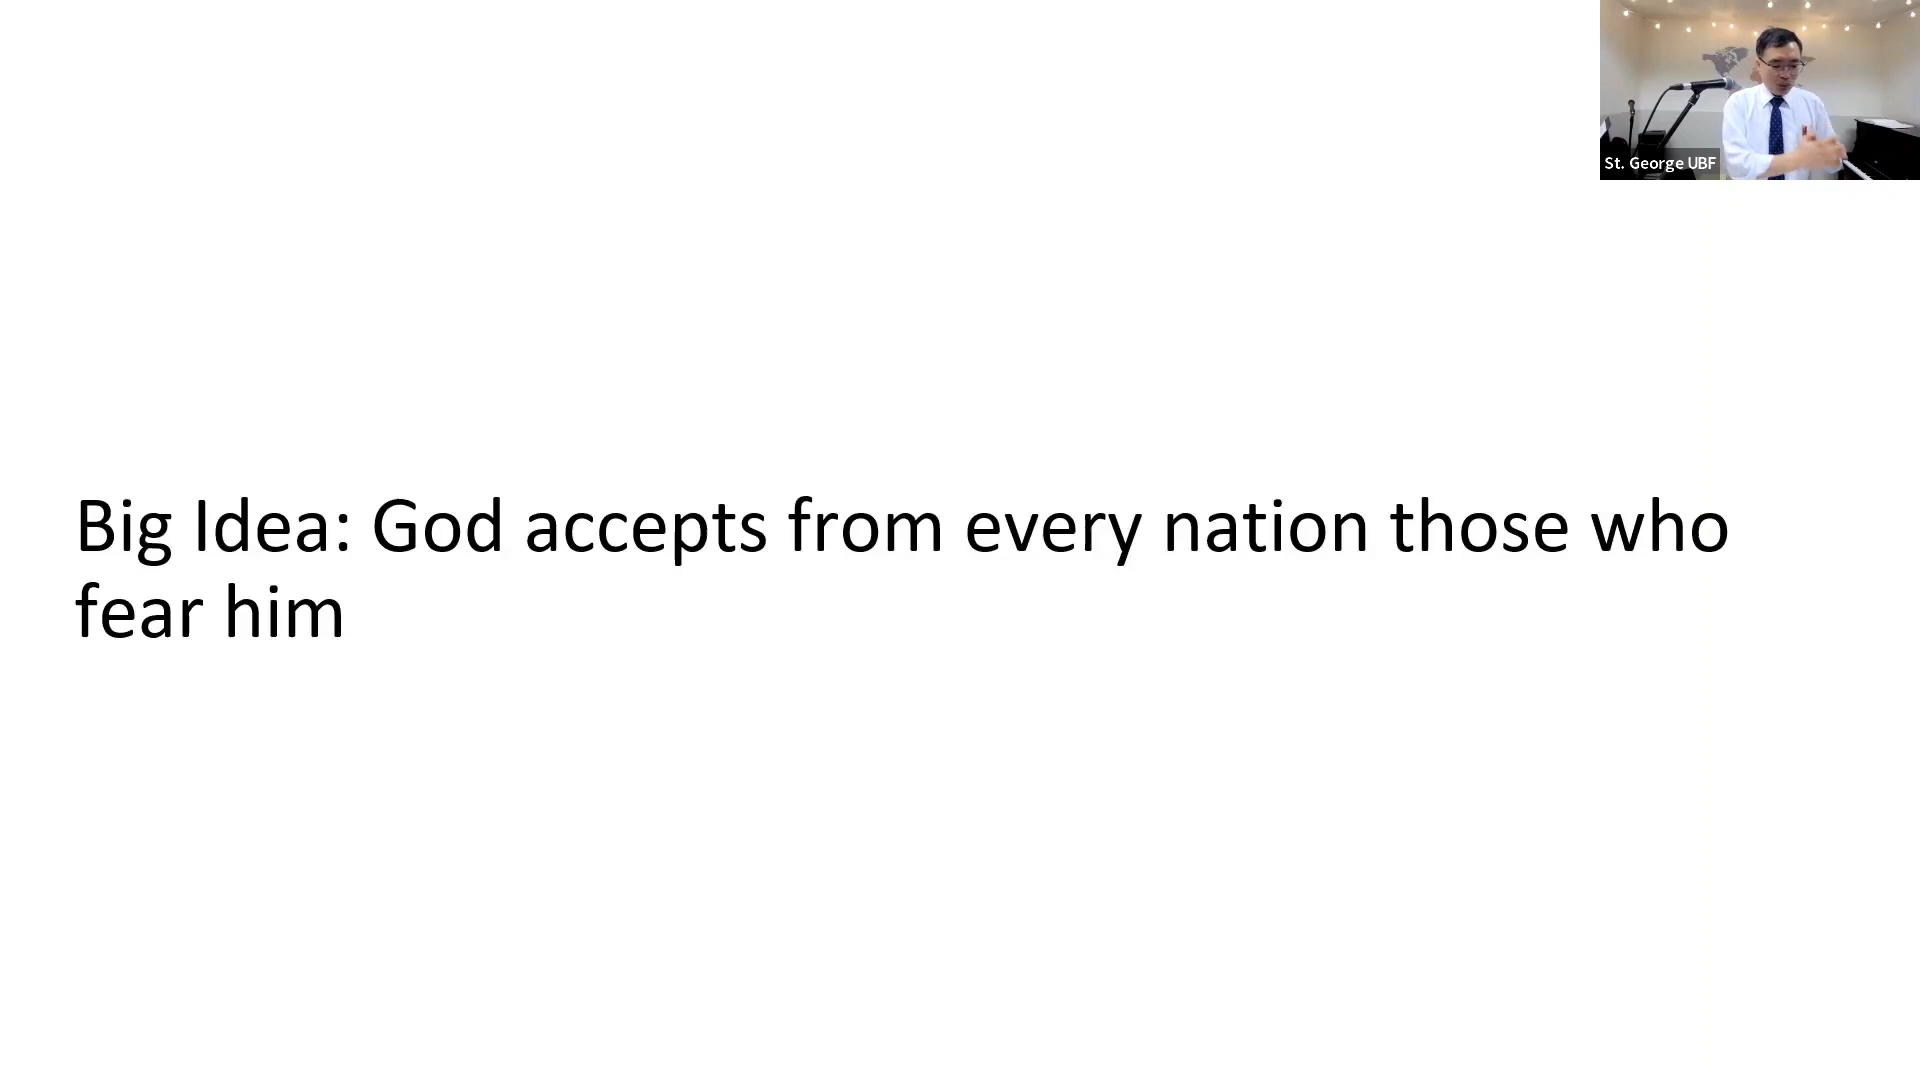 St. George UBF
Big Idea: God accepts from every nation those who
fear him